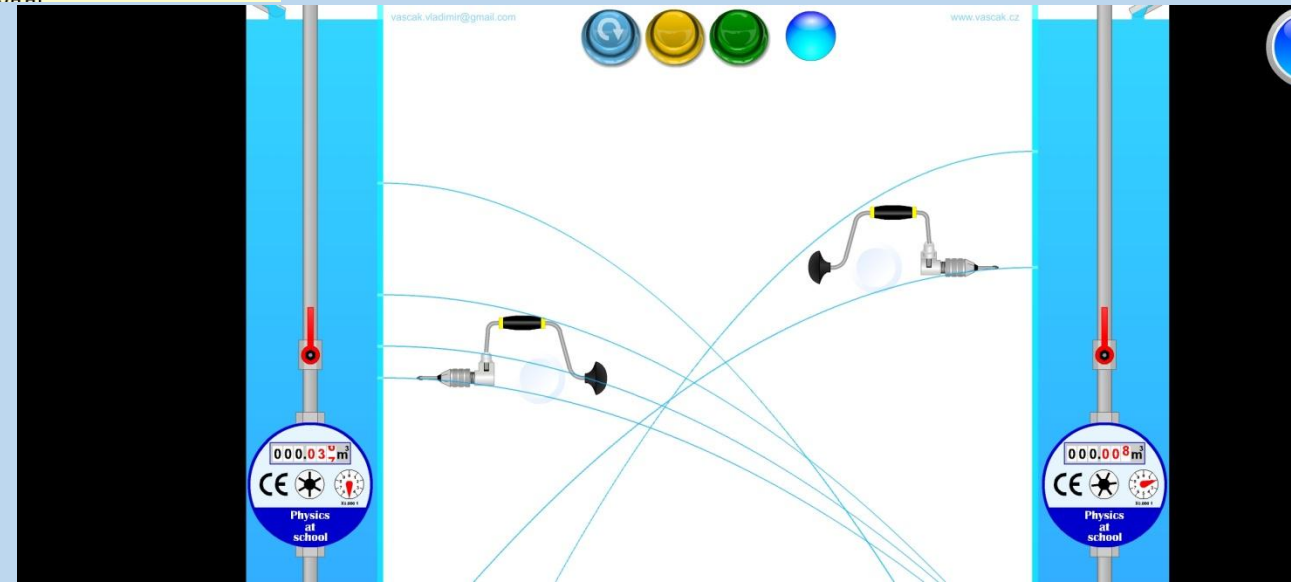 vascak.vladimir@gmail.com
www.vascak.cz
000.03 m³
CE
Physics
at
school
000.008 m³
CE
Physics
at
school